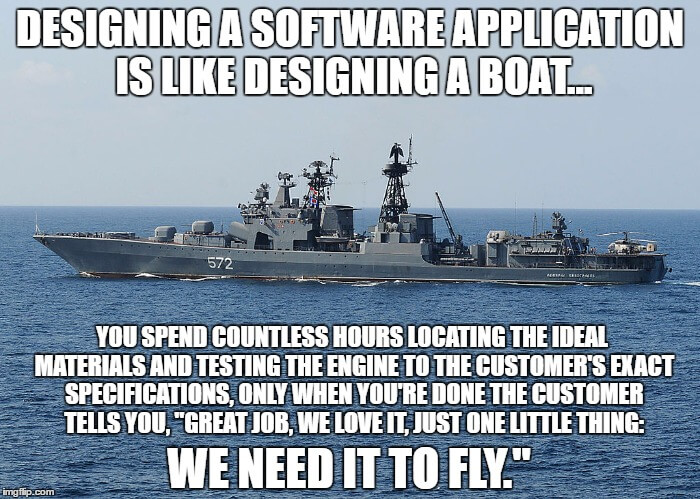 DESIGNING A SOFTWARE APPLICATION
IS LIKE DESIGNING A BOAT...
572
YOU SPEND COUNTLESS HOURS LOCATING THE IDEAL
MATERIALS AND TESTING THE ENGINE TO THE CUSTOMER'S EXACT
SPECIFICATIONS, ONLY WHEN YOU'RE DONE THE CUSTOMER
TELLS YOU, "GREAT JOB, WE LOVE IT, JUST ONE LITTLE THING:
WE NEED IT TO FLY."
imgflip.com